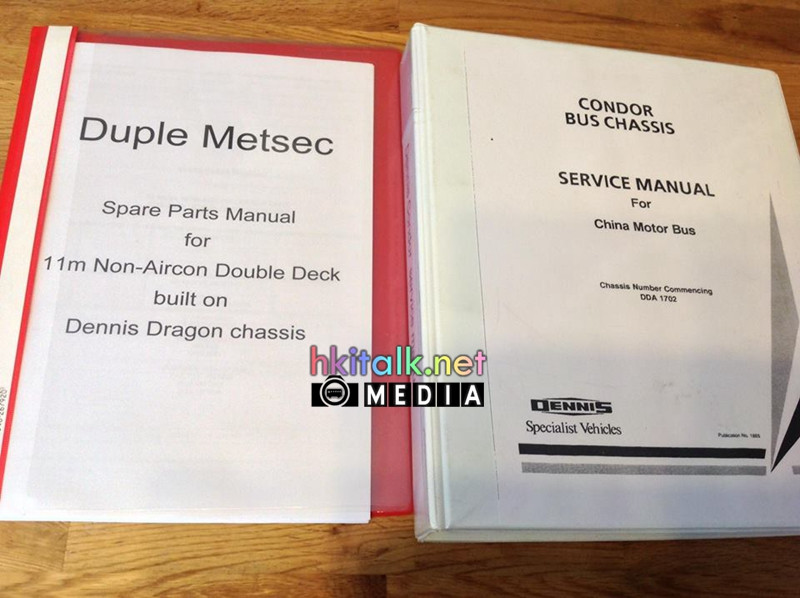 Duple Metsec
Spare Parts Manual
for
11m Non-Aircon Double Deck
built on
Dennis Dragon chassis
CONDOR
BUS CHASSIS
SERVICE MANUAL
For
China Motor Bus
Chassis Number Commencing
DDA 1702
DENNIS
Specialist Vehicles
hkitalk.net
MEDIA